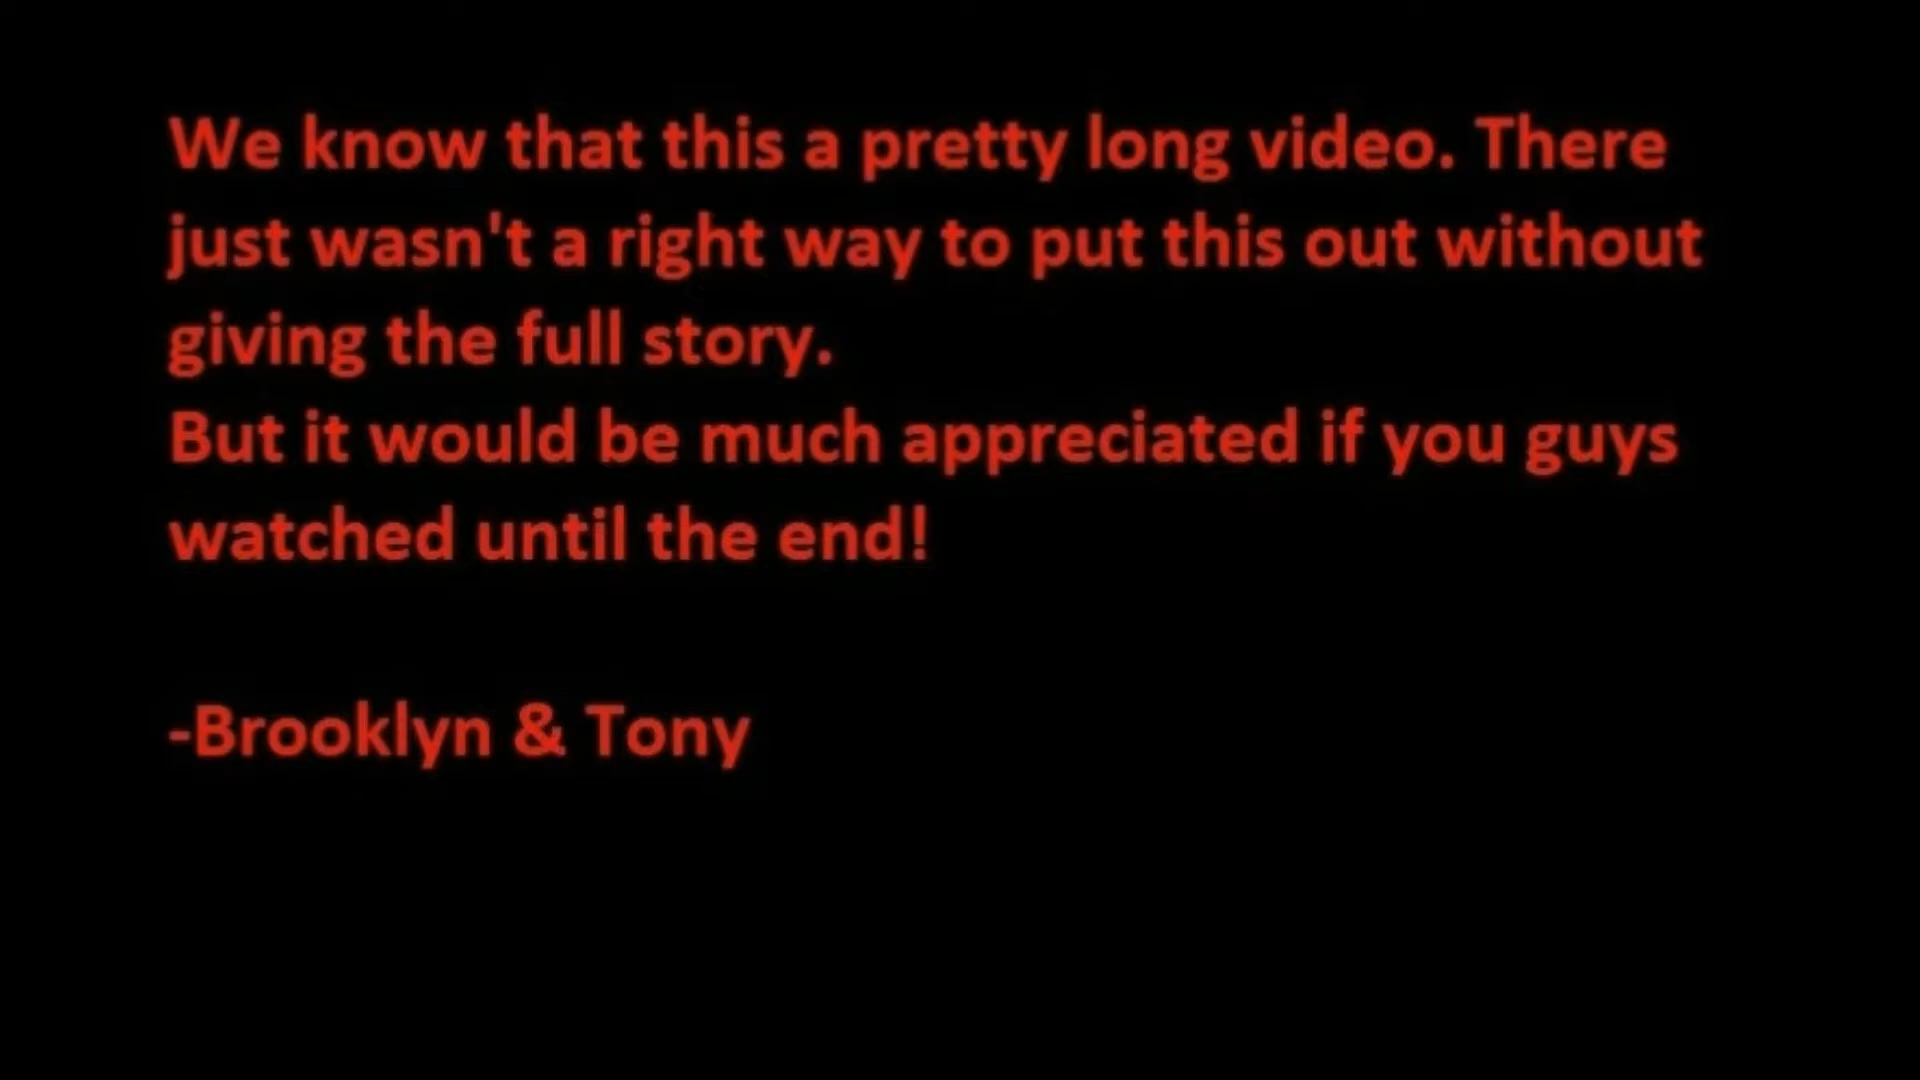 We know that this a pretty long video. There
just wasn't a right way to put this out without
giving the full story.
But it would be much appreciated if you guys
watched until the end!
-Brooklyn & Tony